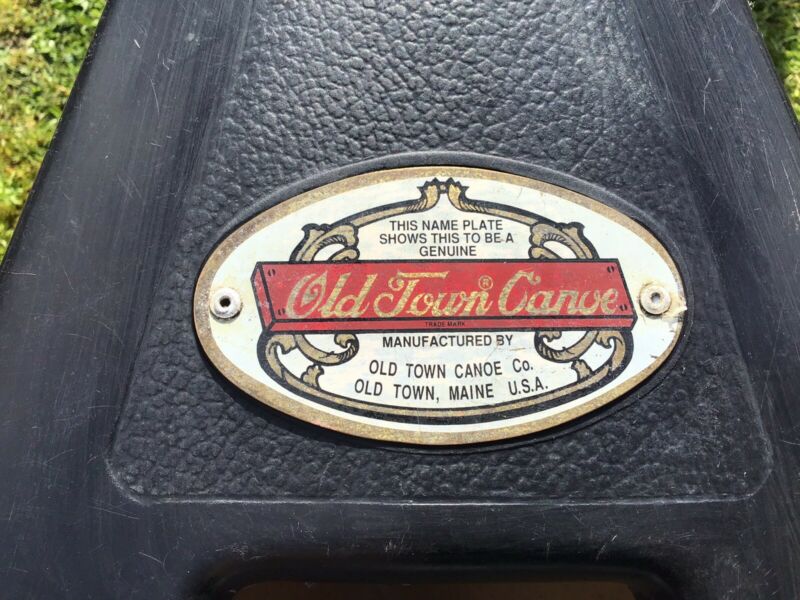 THIS NAME PLATE
SHOWS THIS TO BE A
GENUINE
Old Town® Canoe
TRADE MARK
MANUFACTURED BY
OLD TOWN CANOE Co.
OLD TOWN, MAINE U.S.A.